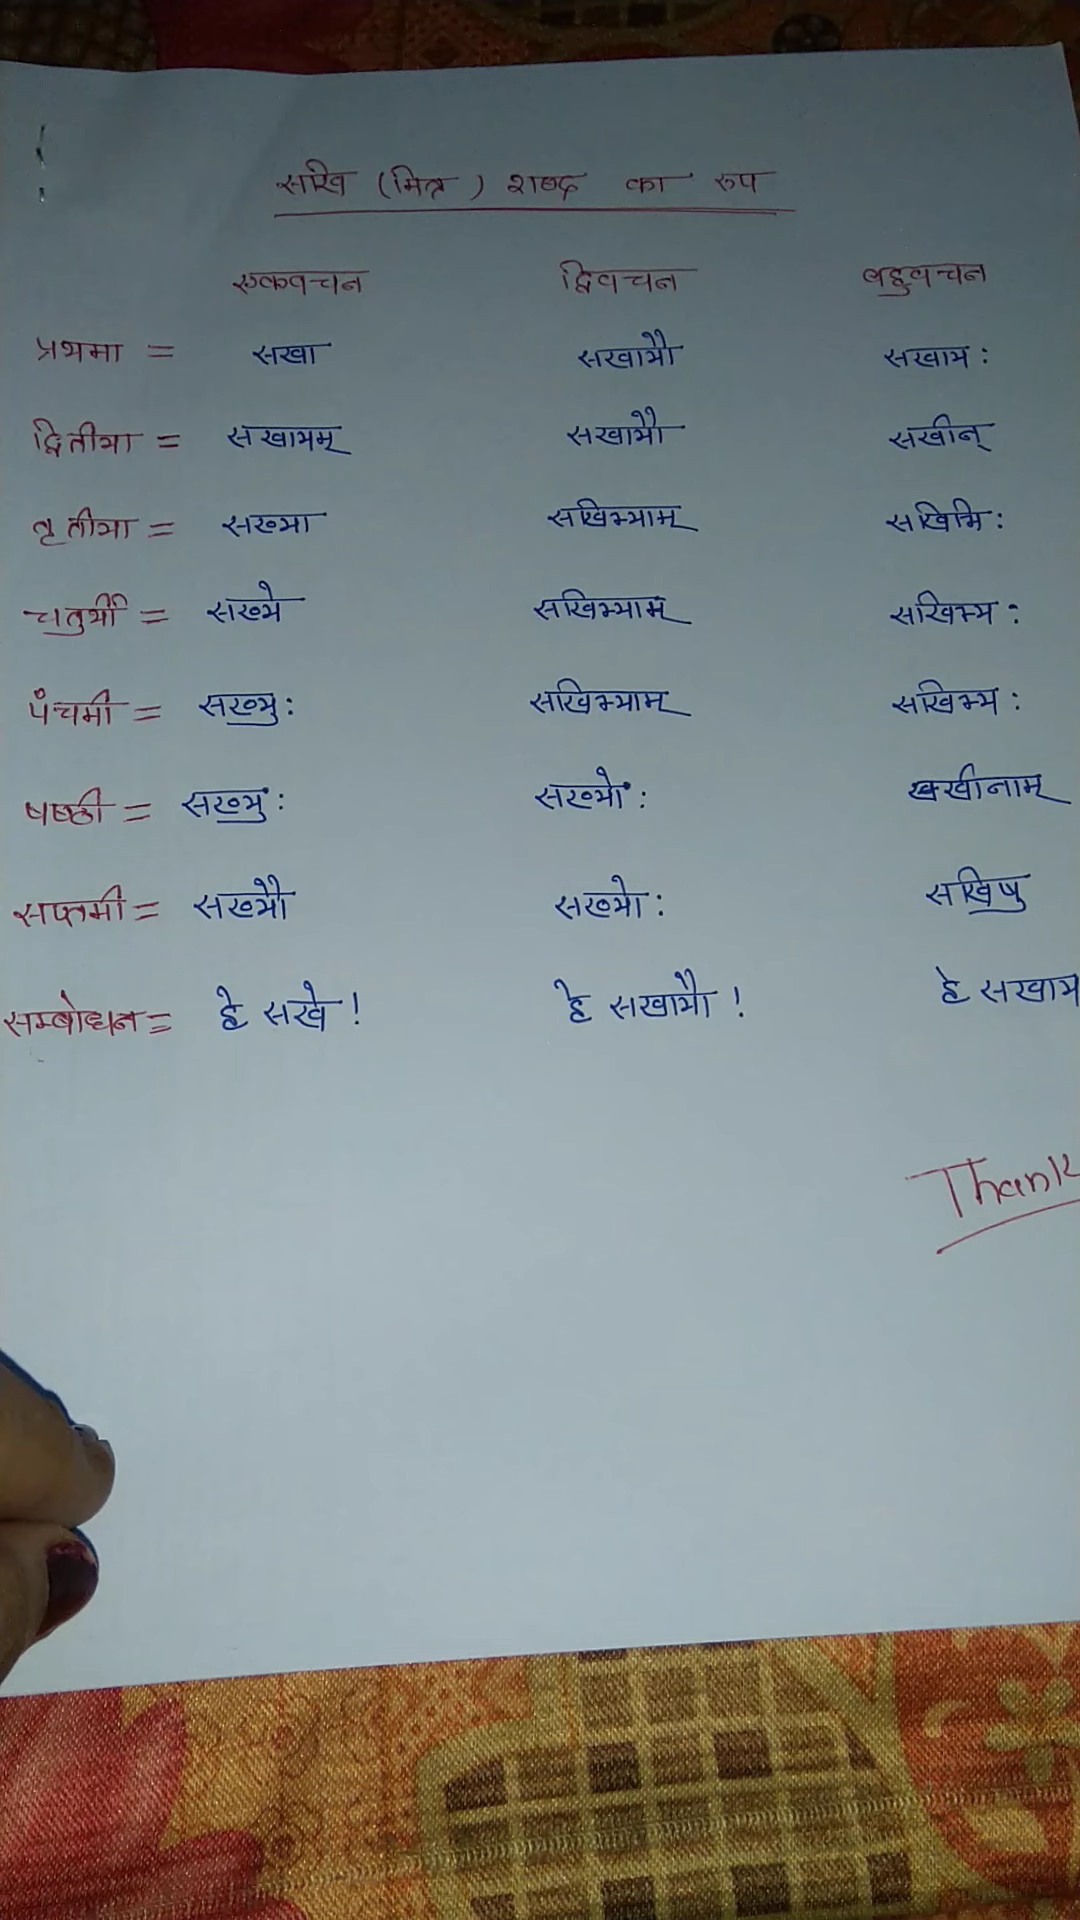 सखि (मित्र) शब्द का रुप
एकवचन द्विवचन बहुवचन
प्रथमा = सखा सखायौ सखाय:
द्वितीया = सखायम् सखायौ सखीन्
तृतीया = सख्या सखिभ्याम् सखिभि:
चतुर्थी = सख्ये सखिभ्याम् सखिभ्य:
पंचमी = सख्यु: सखिभ्याम् सखिभ्य:
षष्ठी = सख्यु: सख्यो: सखीनाम्
सप्तमी = सख्यौ सख्यो: सखिषु
सम्बोधन = हे सखे! हे सखायौ! हे सखाय
Thank